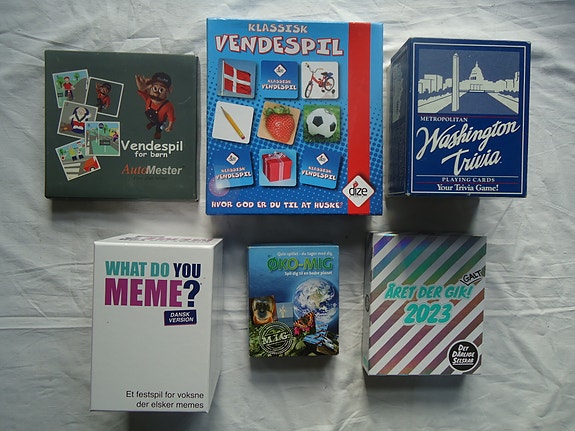 Vendespil
for børn
AutoMester
KLASSISK
VENDESPIL
dize
KLASSISK
VENDESPIL
dize
KLASSISK
VENDESPIL
dize
KLASSISK
VENDESPIL
HVOR GOD ER DU TIL AT HUSKE?
dize
METROPOLITAN
Washington
Trivia
PLAYING CARDS
Your Trivia Game!
WHAT DO YOU
MEME?
DANSK
VERSION
Et festspil for voksne
der elsker memes
ØKO-MIG
Spil dig til en bedre planet
M.I.G
GALT
ÅRET DER GIK!
2023
DET
DÅRLIGE
SELSKAB